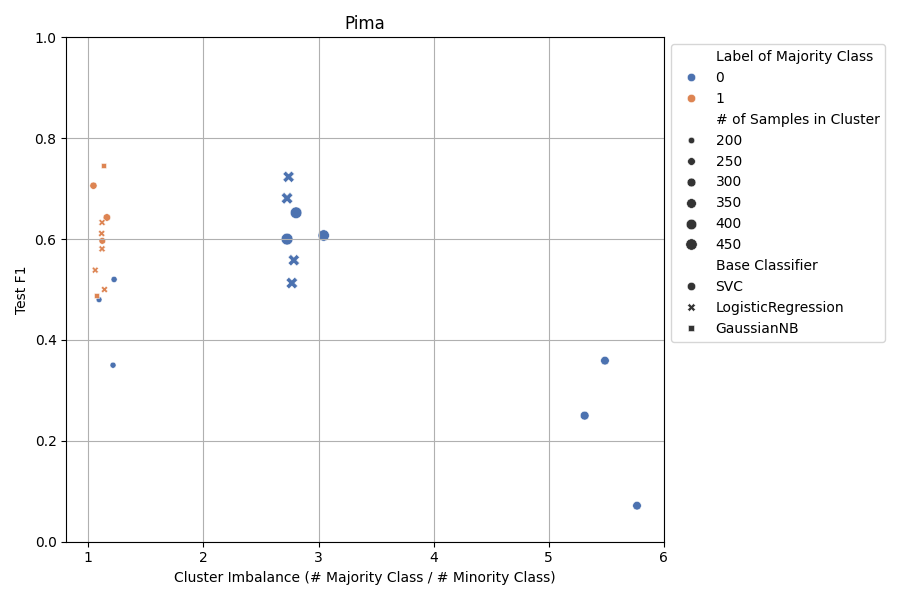 Pima
1.0
0.8
0.6
0.4
0.2
0.0
Test F1
1 2 3 4 5 6
Cluster Imbalance (# Majority Class / # Minority Class)
Label of Majority Class
0
1
# of Samples in Cluster
200
250
300
350
400
450
Base Classifier
SVC
LogisticRegression
GaussianNB